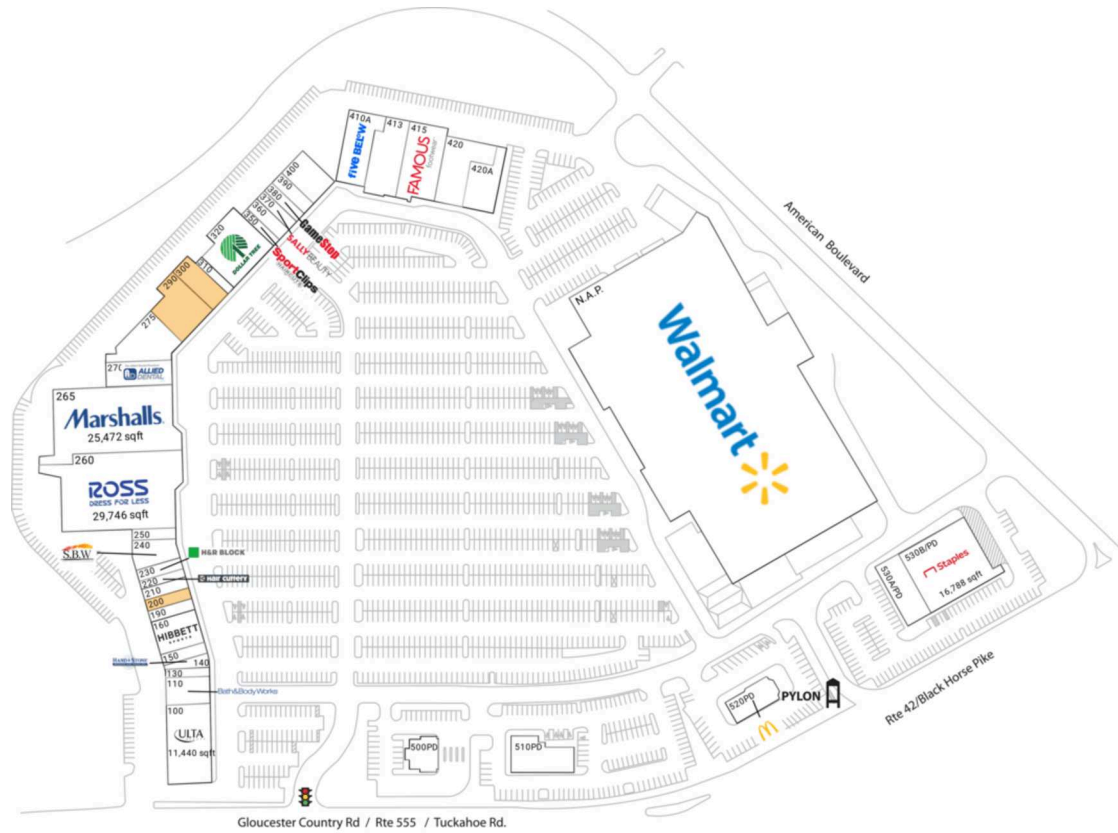 410A
413
415
420
420A
five BEL°W
FAMOUS
footwear
400
390
380
370
360
350
GameStop
SALLY BEAUTY
SportClips
HAIRCUTS
320
DOLLAR TREE
310
300
290
275
270
ALLIED
DENTAL
265
Marshalls.
25,472 sqft
260
ROSS
DRESS FOR LESS
29,746 sqft
250
240
S.B.W.
230
H&R BLOCK
220
Hair Cuttery
210
200
190
160
HIBBETT
SPORTS
150
140
130
110
Bath&BodyWorks
100
ULTA
11,440 sqft
N.A.P.
Walmart
American Boulevard
530A/PD
530B/PD
Staples
16,788 sqft
Rte 42/Black Horse Pike
520PD
PYLON
500PD
510PD
Gloucester Country Rd / Rte 555 / Tuckahoe Rd.